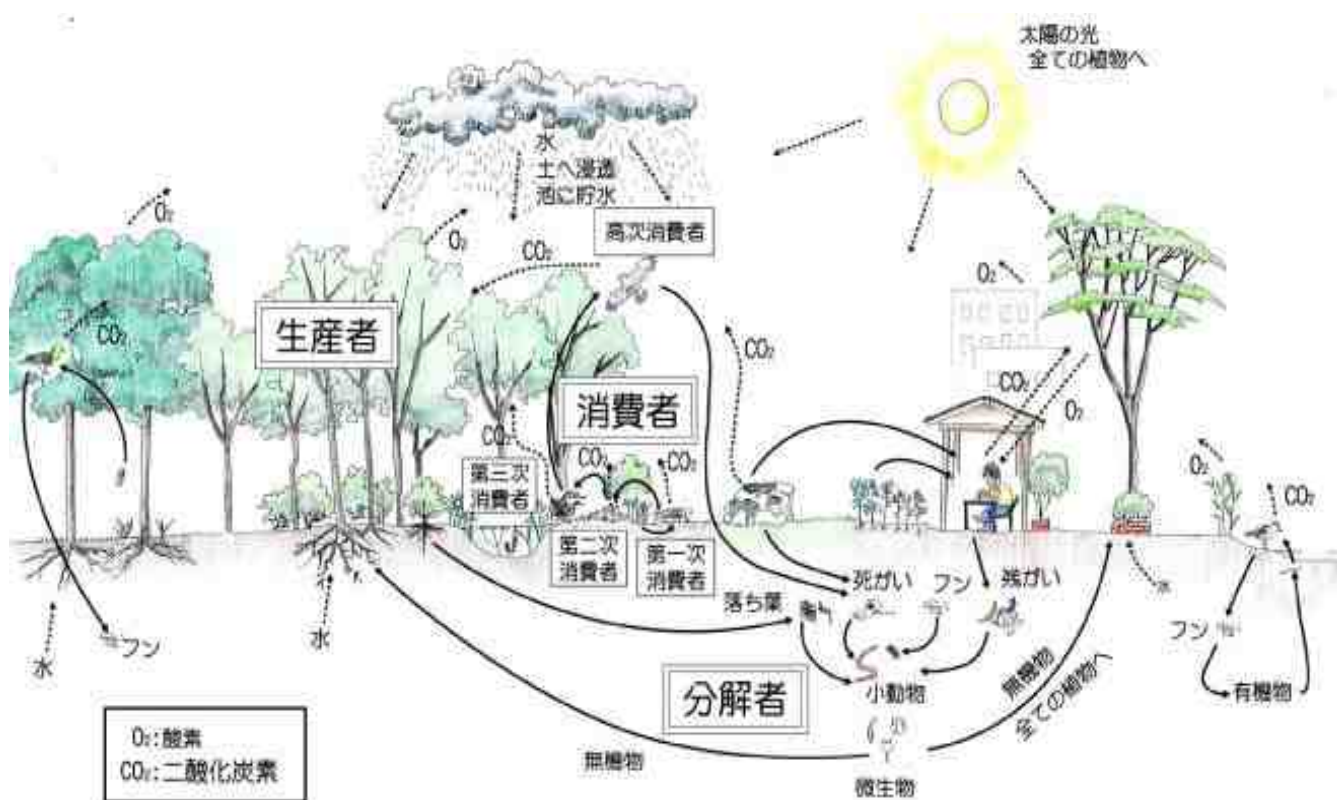 太陽の光
全ての植物へ
水
土へ浸透
池に貯水
高次消費者
O₂
O₂
CO₂
O₂
CO₂
生産者
CO₂
CO₂
O₂
消費者
CO₂
CO₂
CO₂
O₂
CO₂
第三次
消費者
第二次
消費者
第一次
消費者
落ち葉
死がい
フン
残がい
水
フン
水
水
フン
有機物
小動物
分解者
無機物
全ての植物へ
無機物
微生物
O₂:酸素
CO₂:二酸化炭素